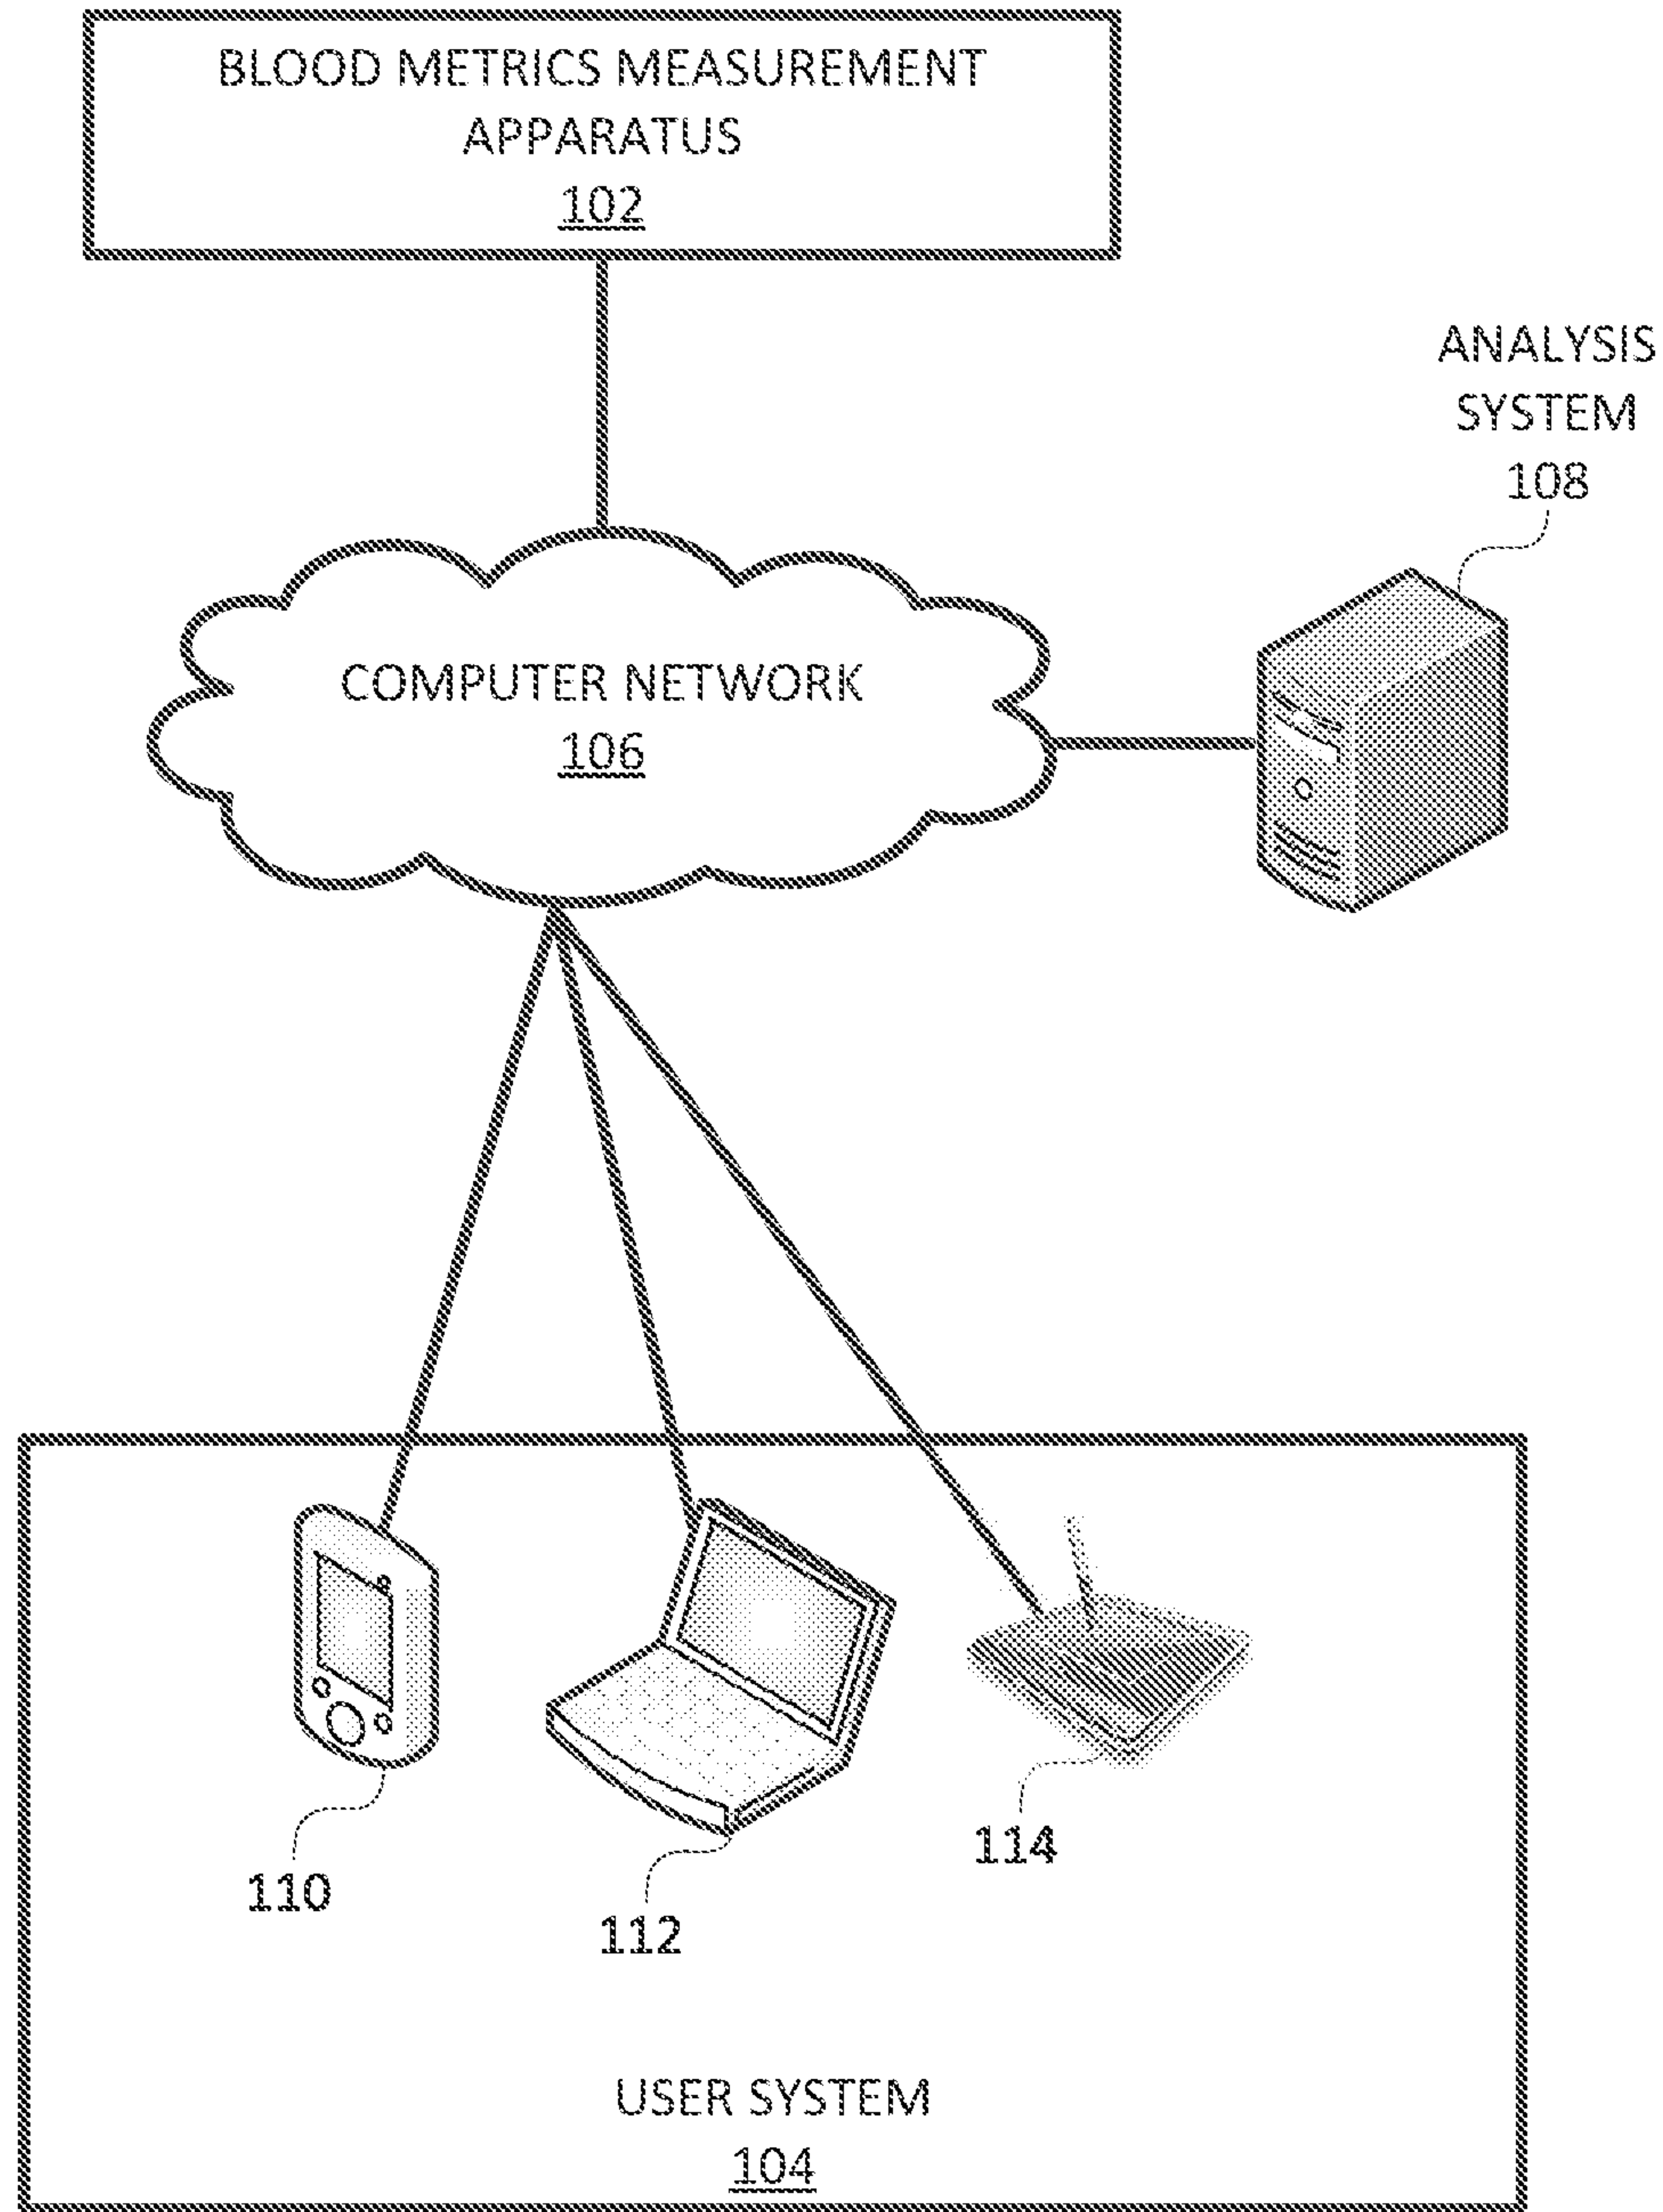 BLOOD METRICS MEASUREMENT
APPARATUS
102
ANALYSIS
SYSTEM
108
COMPUTER NETWORK
106
110
112
114
USER SYSTEM
104